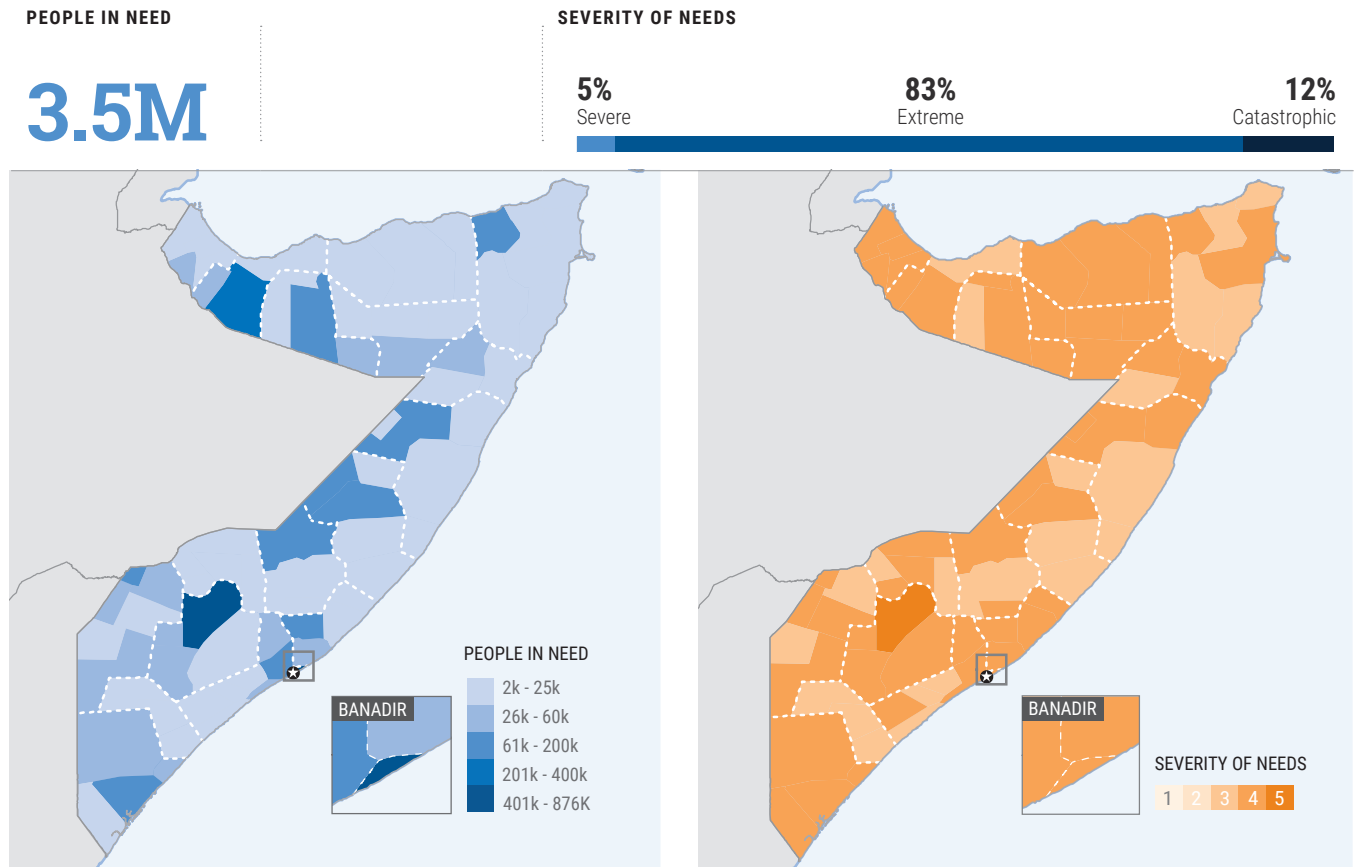 PEOPLE IN NEED
3.5M
SEVERITY OF NEEDS
5%
Severe
83%
Extreme
12%
Catastrophic
BANADIR
PEOPLE IN NEED
2k - 25k
26k - 60k
61k - 200k
201k - 400k
401k - 876K
BANADIR
SEVERITY OF NEEDS
1 2 3 4 5